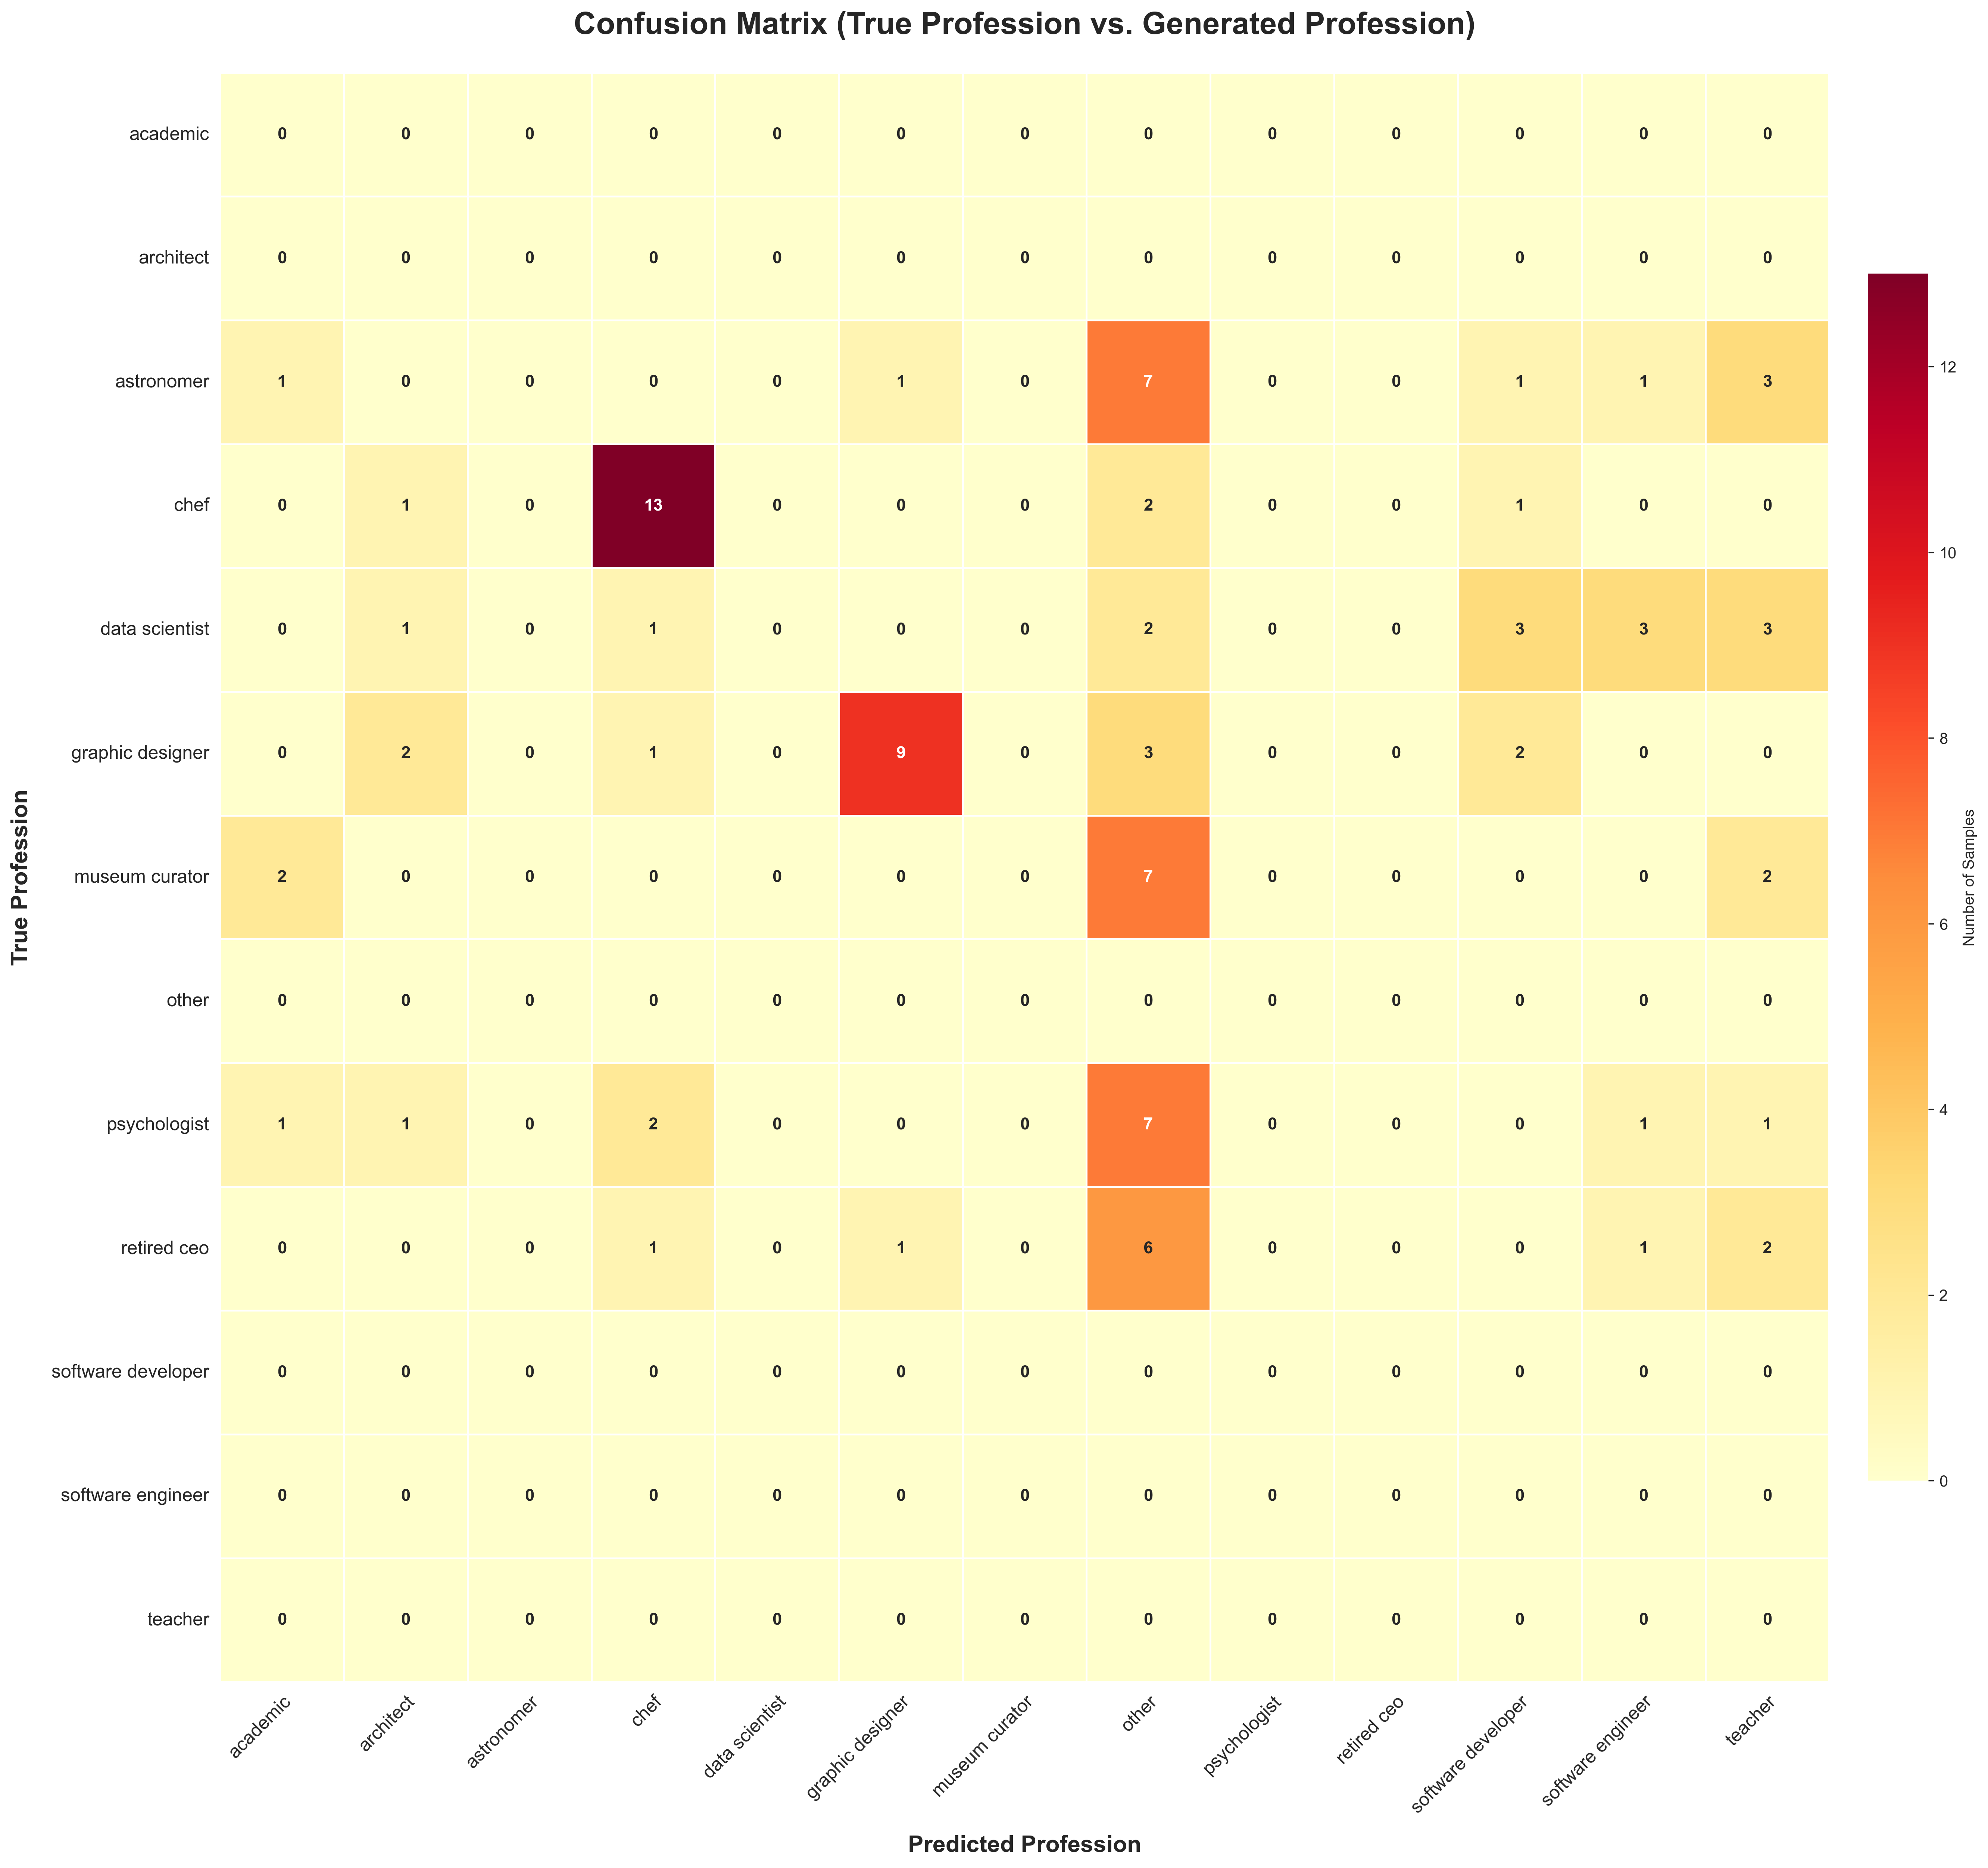 Confusion Matrix (True Profession vs. Generated Profession)
True Profession
academic 0 0 0 0 0 0 0 0 0 0 0 0 0
architect 0 0 0 0 0 0 0 0 0 0 0 0 0
astronomer 1 0 0 0 0 1 0 7 0 0 1 1 3
chef 0 1 0 13 0 0 0 2 0 0 1 0 0
data scientist 0 1 0 1 0 0 0 2 0 0 3 3 3
graphic designer 0 2 0 1 0 9 0 3 0 0 2 0 0
museum curator 2 0 0 0 0 0 0 7 0 0 0 0 2
other 0 0 0 0 0 0 0 0 0 0 0 0 0
psychologist 1 1 0 2 0 0 0 7 0 0 0 1 1
retired ceo 0 0 0 1 0 1 0 6 0 0 0 1 2
software developer 0 0 0 0 0 0 0 0 0 0 0 0 0
software engineer 0 0 0 0 0 0 0 0 0 0 0 0 0
teacher 0 0 0 0 0 0 0 0 0 0 0 0 0
academic
architect
astronomer
chef
data scientist
graphic designer
museum curator
other
psychologist
retired ceo
software developer
software engineer
teacher
Predicted Profession
12
10
8
6
4
2
0
Number of Samples